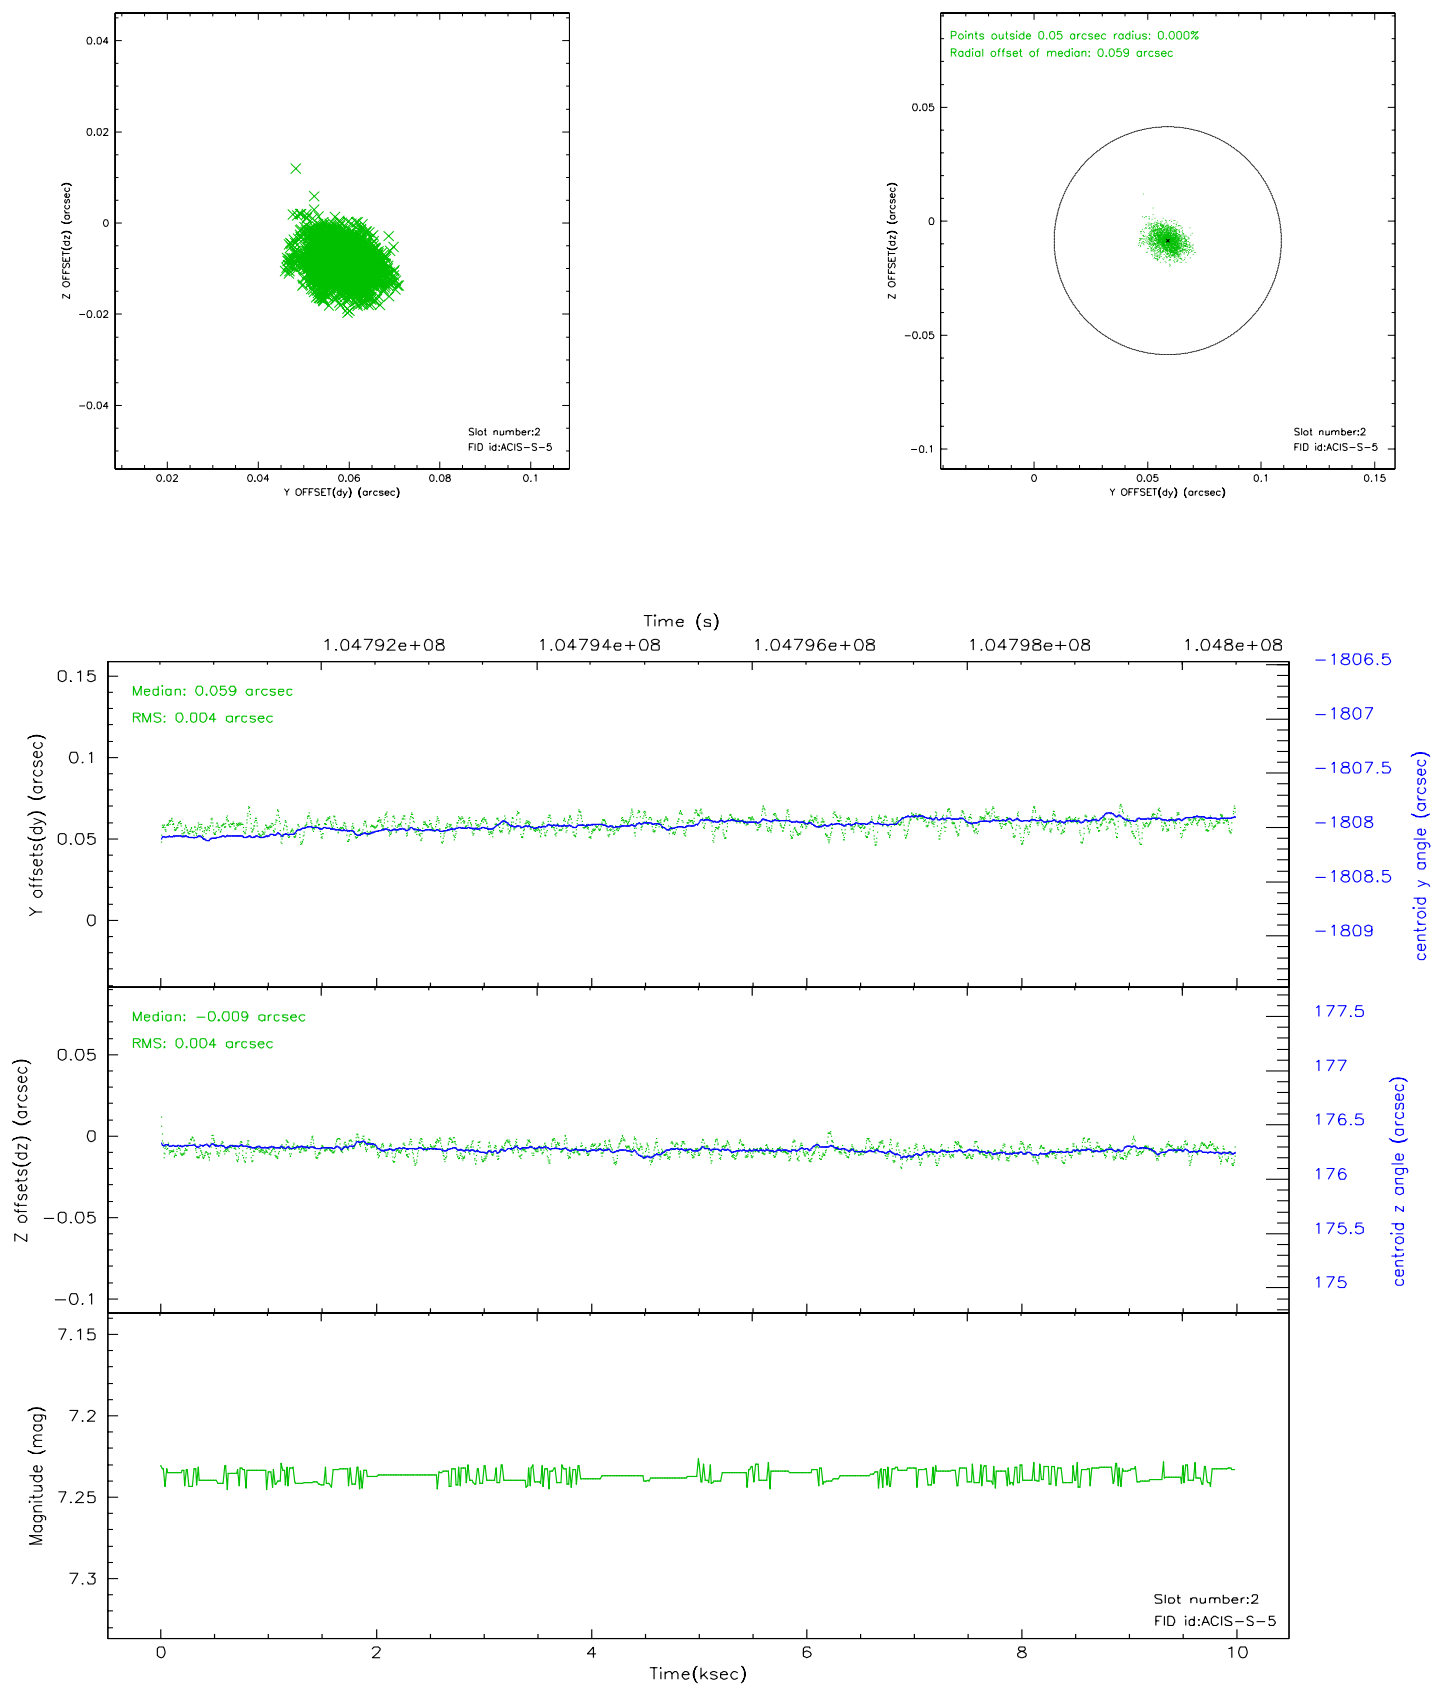 0.04
0.02
0
-0.02
-0.04
Z OFFSET(dz) (arcsec)
Slot number:2
FID id:ACIS-S-5
0.02 0.04 0.06 0.08 0.1
Y OFFSET(dy) (arcsec)
Points outside 0.05 arcsec radius: 0.000%
Radial offset of median: 0.059 arcsec
0.05
0
-0.05
-0.1
Z OFFSET(dz) (arcsec)
Slot number:2
FID id:ACIS-S-5
0 0.05 0.1 0.15
Y OFFSET(dy) (arcsec)
Time (s)
1.04792e+08 1.04794e+08 1.04796e+08 1.04798e+08 1.048e+08
Median: 0.059 arcsec
RMS: 0.004 arcsec
0.15
0.1
0.05
0
Y offsets(dy) (arcsec)
-1806.5
-1807
-1807.5
-1808
-1808.5
-1809
centroid y angle (arcsec)
Median: -0.009 arcsec
RMS: 0.004 arcsec
0.05
0
-0.05
-0.1
Z offsets(dz) (arcsec)
177.5
177
176.5
176
175.5
175
centroid z angle (arcsec)
7.15
7.2
7.25
7.3
Magnitude (mag)
Slot number:2
FID id:ACIS-S-5
0 2 4 6 8 10
Time(ksec)